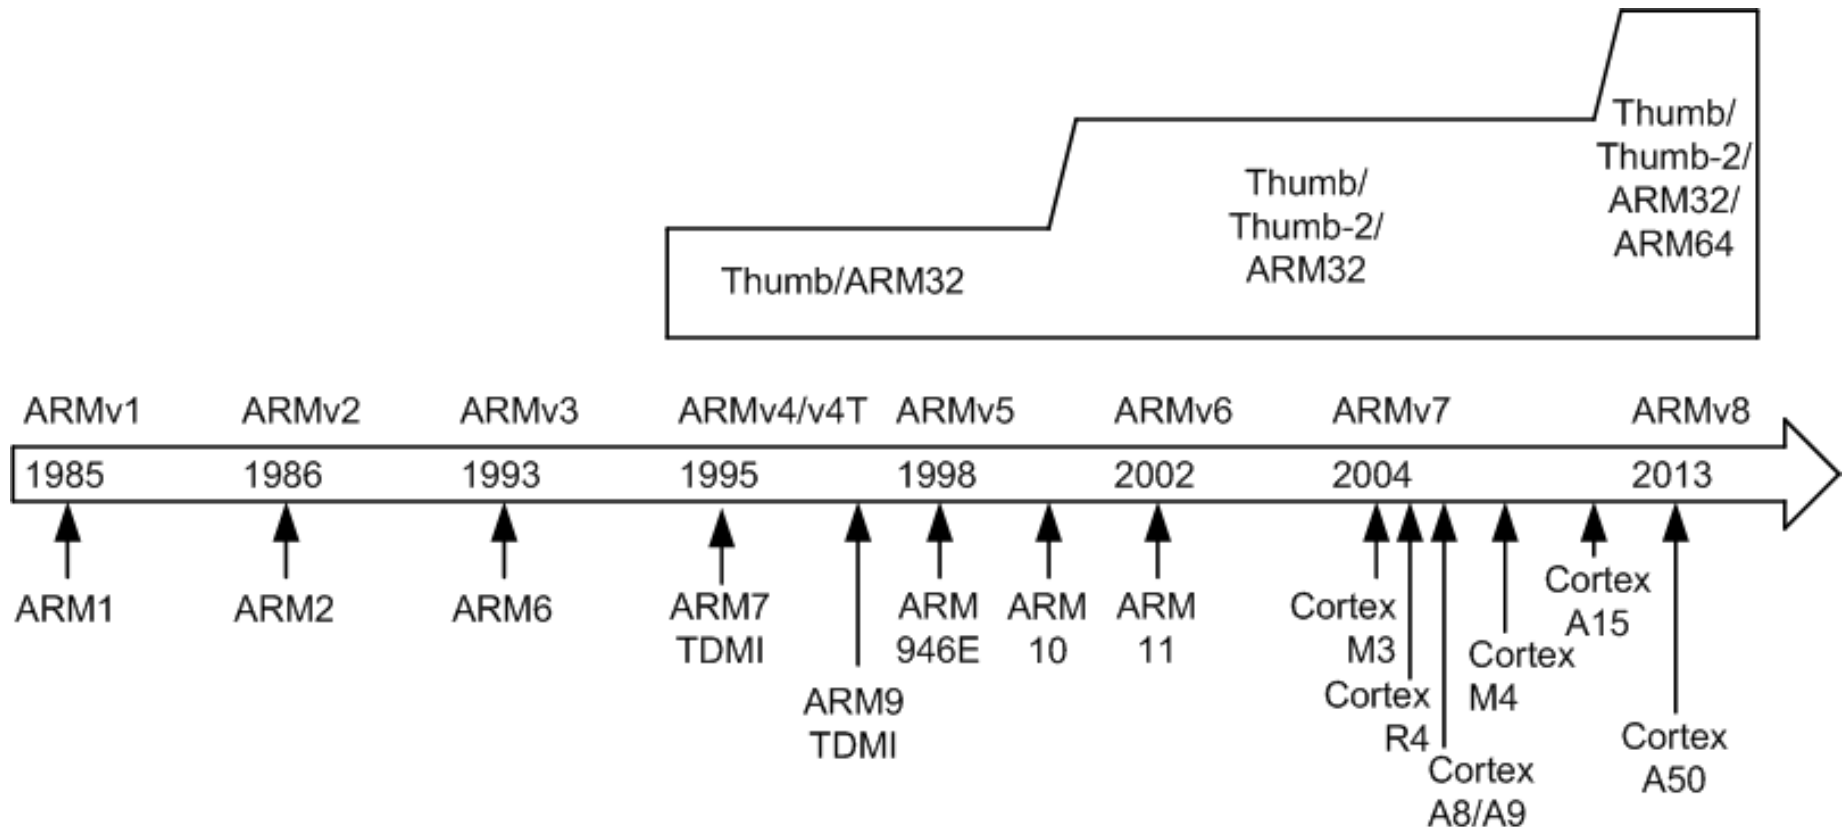 Thumb/
Thumb-2/
ARM32/
ARM64
Thumb/
Thumb-2/
ARM32
Thumb/ARM32
ARMv1 ARMv2 ARMv3 ARMv4/v4T ARMv5 ARMv6 ARMv7 ARMv8
1985 1986 1993 1995 1998 2002 2004 2013
ARM1
ARM2
ARM6
ARM7
TDMI
ARM9
TDMI
ARM
946E
ARM
10
ARM
11
Cortex
M3
Cortex
R4
Cortex
A8/A9
Cortex
M4
Cortex
A15
Cortex
A50